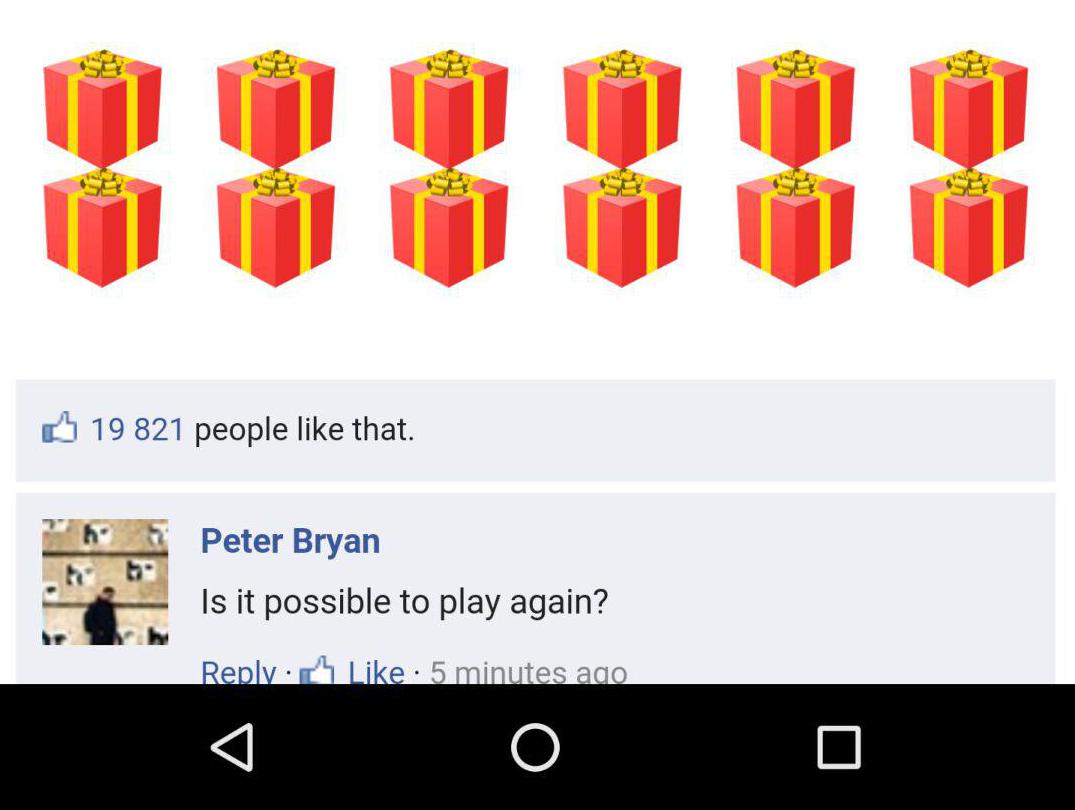 19 821 people like that.
Peter Bryan
Is it possible to play again?
Reply · Like · 5 minutes ago